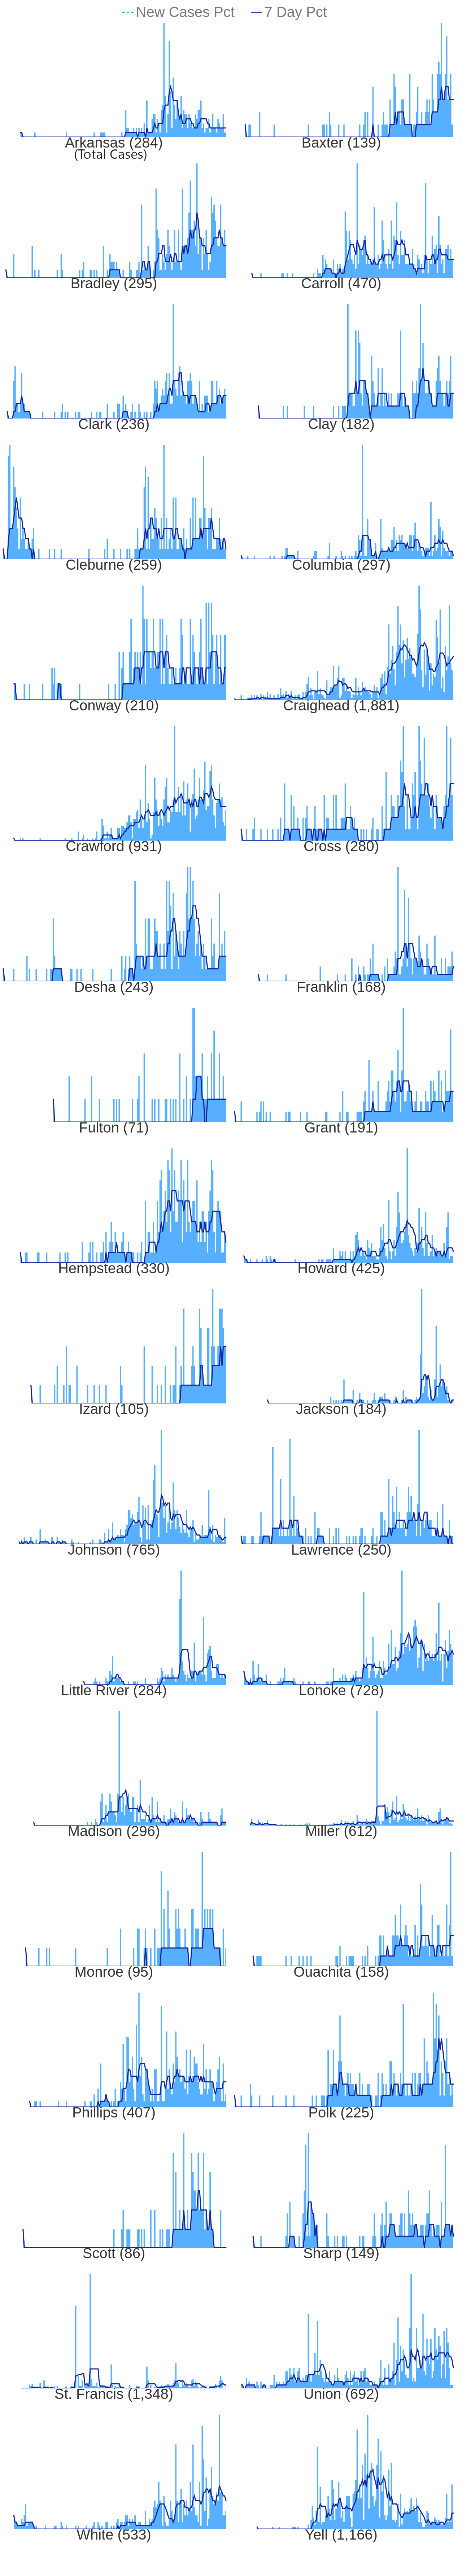 New Cases Pct 7 Day Pct
Arkansas (284) Baxter (139)
(Total Cases)
Bradley (295) Carroll (470)
Clark (236) Clay (182)
Cleburne (259) Columbia (297)
Conway (210) Craighead (1,881)
Crawford (931) Cross (280)
Desha (243) Franklin (168)
Fulton (71) Grant (191)
Hempstead (330) Howard (425)
Izard (105) Jackson (184)
Johnson (765) Lawrence (250)
Little River (284) Lonoke (728)
Madison (296) Miller (612)
Monroe (95) Ouachita (158)
Phillips (407) Polk (225)
Scott (86) Sharp (149)
St. Francis (1,348) Union (692)
White (533) Yell (1,166)